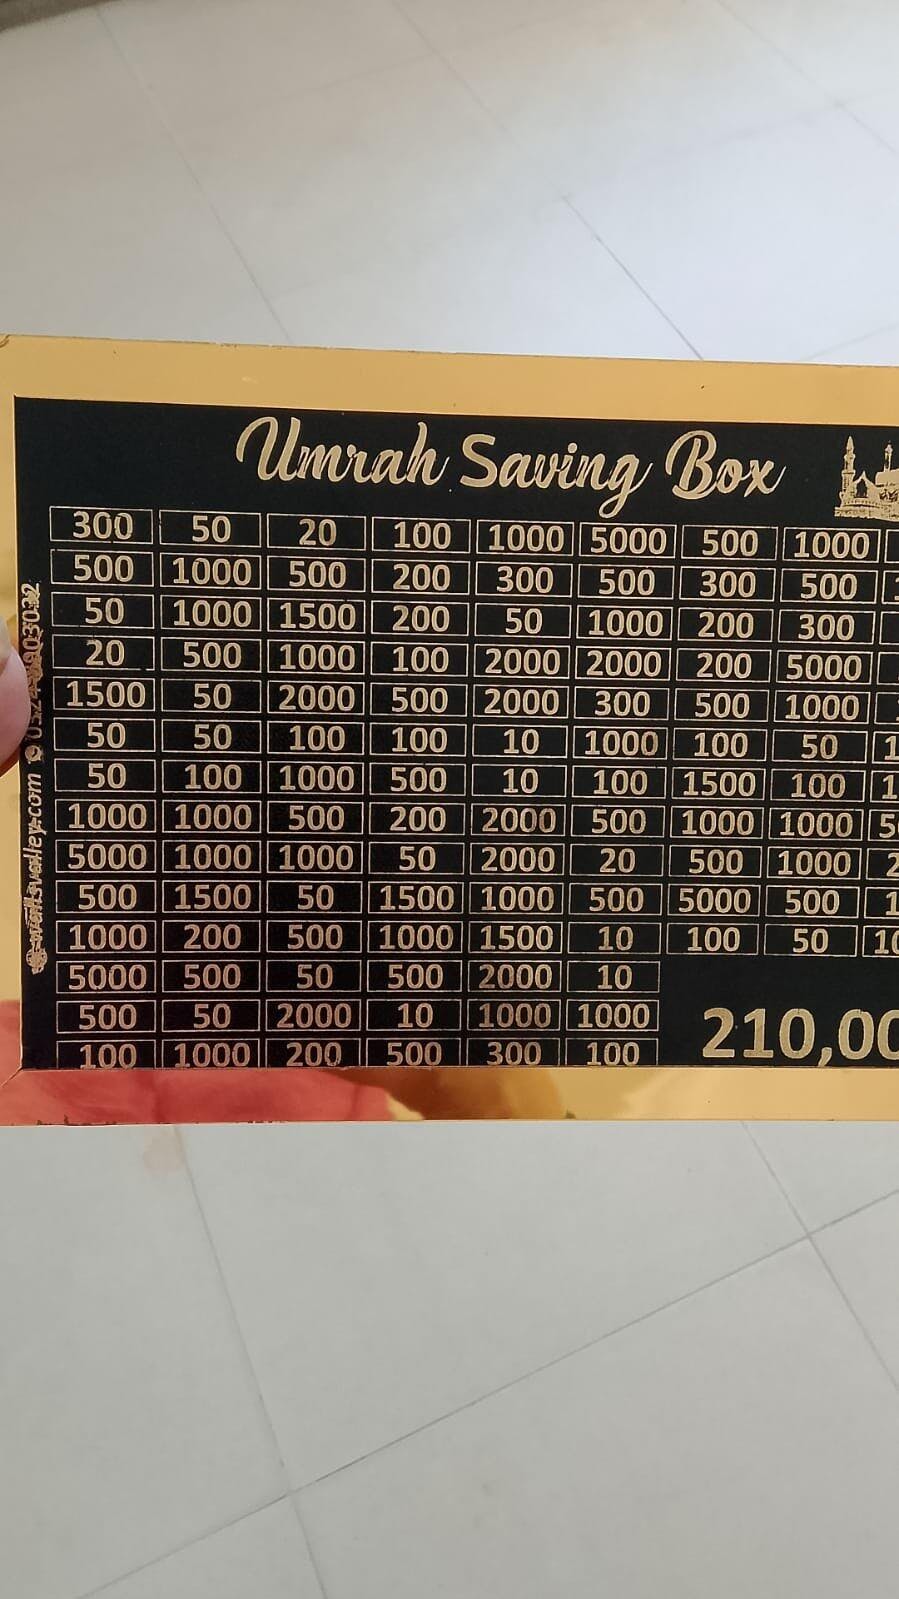 Umrah Saving Box
300 50 20 100 1000 5000 500 1000
500 1000 500 200 300 500 300 500
50 1000 1500 200 50 1000 200 300
20 500 1000 100 2000 2000 200 5000
1500 50 2000 500 2000 300 500 1000
50 50 100 100 10 1000 100 50
50 100 1000 500 10 100 1500 100
1000 1000 500 200 2000 500 1000 1000
5000 1000 1000 50 2000 20 500 1000
500 1500 50 1500 1000 500 5000 500
1000 200 500 1000 1500 10 100 50
5000 500 50 500 2000 10
500 50 2000 10 1000 1000
100 1000 200 500 300 100
210,00